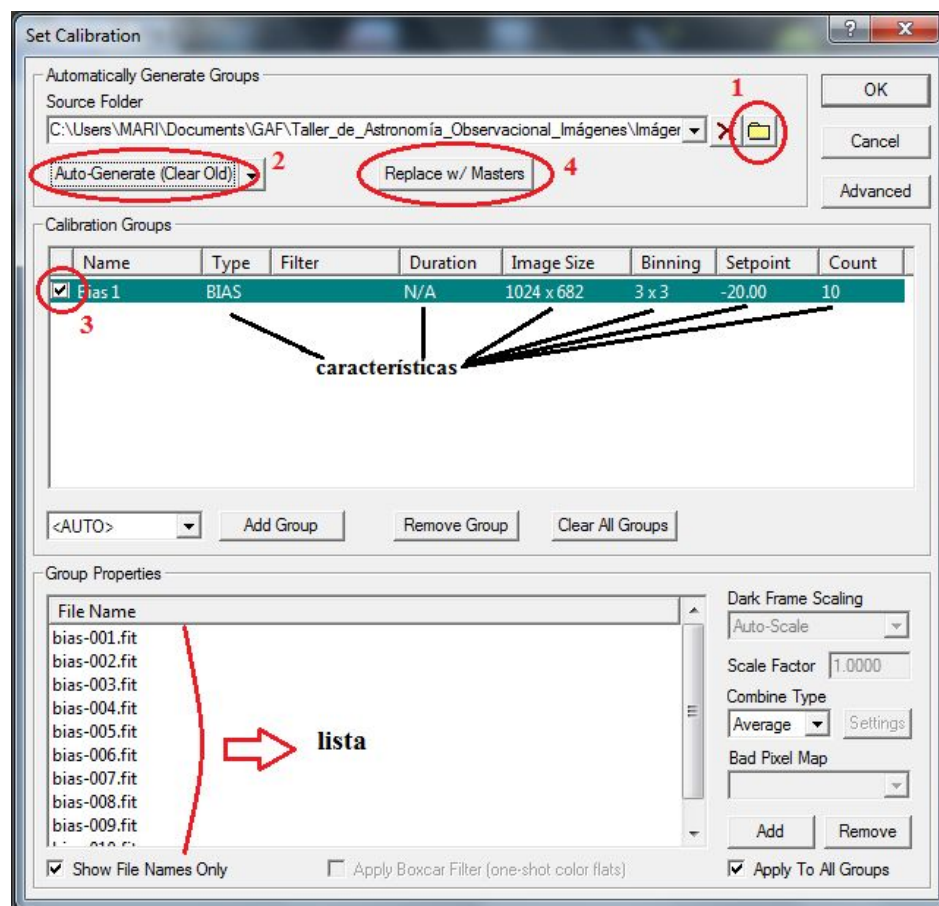 Set Calibration
Automatically Generate Groups
Source Folder
1
OK
C:\Users\MARI\Documents\GAF\Taller_de_Astronomía_Observacional_Imágenes\Imáger
Cancel
Auto-Generate (Clear Old)
2
Replace w/ Masters
4
Advanced
Calibration Groups
Name Type Filter Duration Image Size Binning Setpoint Count
Bias 1 BIAS N/A 1024 x 682 3 x 3 -20.00 10
3
características
<AUTO>
Add Group
Remove Group
Clear All Groups
Group Properties
File Name
bias-001.fit
bias-002.fit
bias-003.fit
bias-004.fit
bias-005.fit
bias-006.fit
bias-007.fit
bias-008.fit
bias-009.fit
lista
Dark Frame Scaling
Auto-Scale
Scale Factor 1.0000
Combine Type
Average Settings
Bad Pixel Map
Add Remove
Show File Names Only
Apply Boxcar Filter (one-shot color flats)
Apply To All Groups